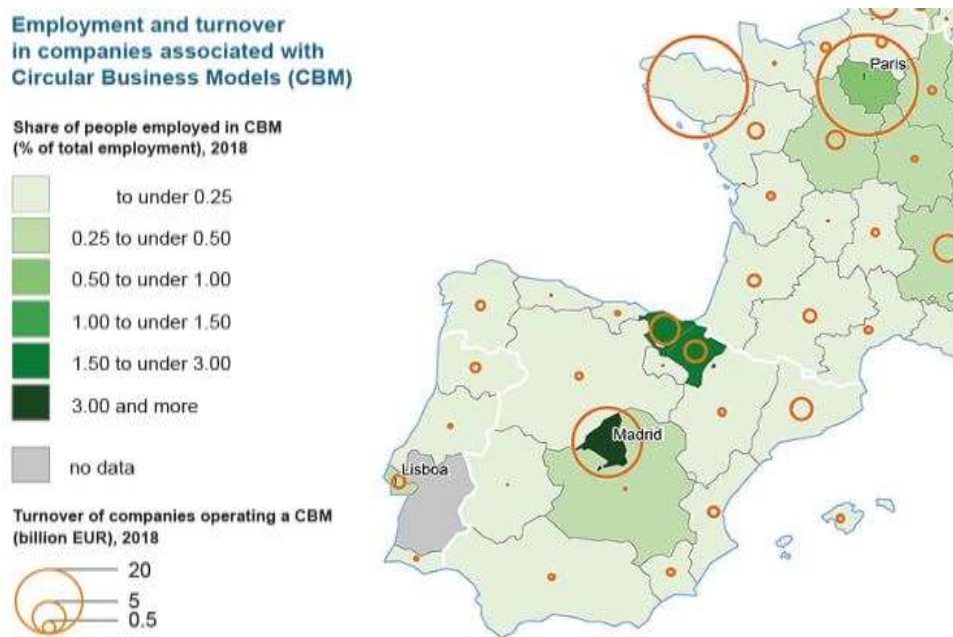 Employment and turnover
in companies associated with
Circular Business Models (CBM)
Share of people employed in CBM
(% of total employment), 2018
to under 0.25
0.25 to under 0.50
0.50 to under 1.00
1.00 to under 1.50
1.50 to under 3.00
3.00 and more
no data
Turnover of companies operating a CBM
(billion EUR), 2018
20
5
0.5
Paris
Madrid
Lisboa